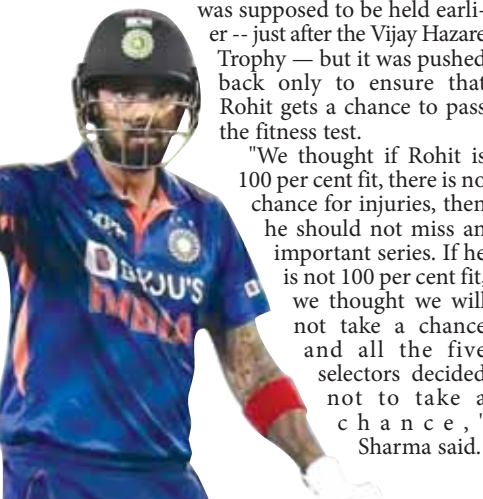 was supposed to be held earli-
er -- just after the Vijay Hazare
Trophy — but it was pushed
back only to ensure that
Rohit gets a chance to pass
the fitness test.
"We thought if Rohit is
100 per cent fit, there is no
chance for injuries, then
he should not miss an
important series. If he
is not 100 per cent fit,
we thought we will
not take a chance
and all the five
selectors decided
not to take a
chance,"
Sharma said.
BYJU'S
INDIA